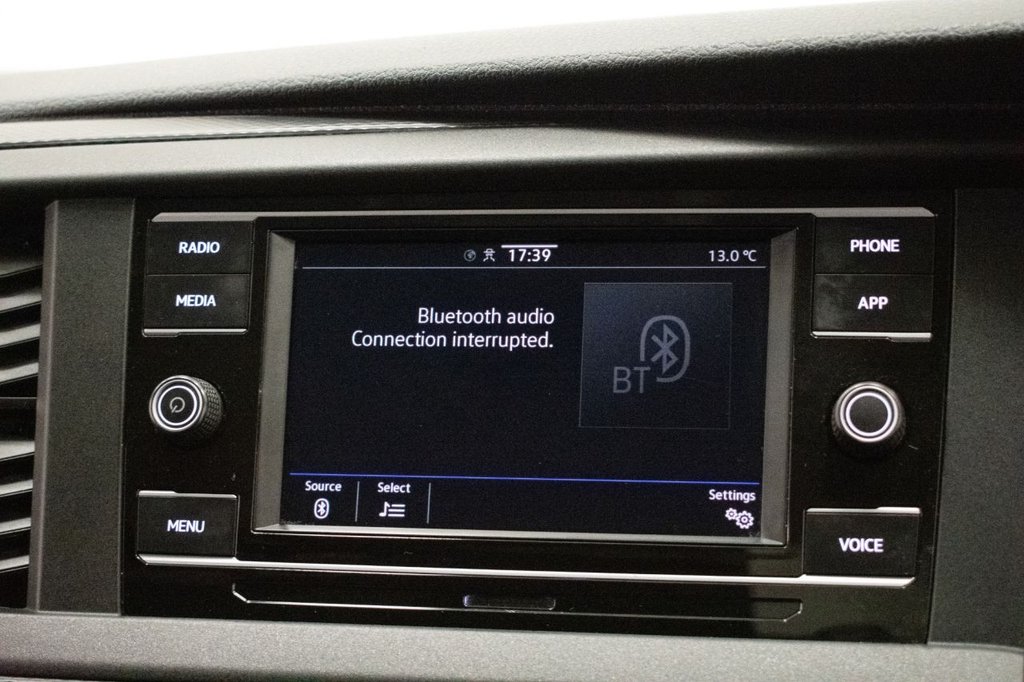 RADIO
MEDIA
MENU
17:39
13.0 °C
Bluetooth audio
Connection interrupted.
BT
Source
Select
Settings
PHONE
APP
VOICE